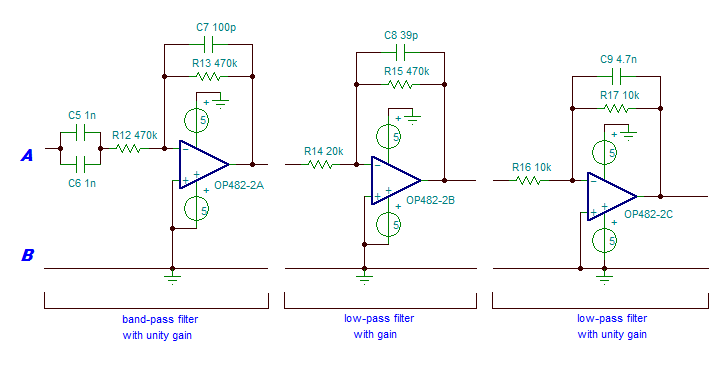 C7 100p
R13 470k
+
5
C5 1n
R12 470k
A
C6 1n
-
+
+
OP482-2A
5
B
band-pass filter
with unity gain
C8 39p
R15 470k
+
5
R14 20k
-
+
+
OP482-2B
5
low-pass filter
with gain
C9 4.7n
R17 10k
+
5
R16 10k
-
+
+
OP482-2C
5
low-pass filter
with unity gain